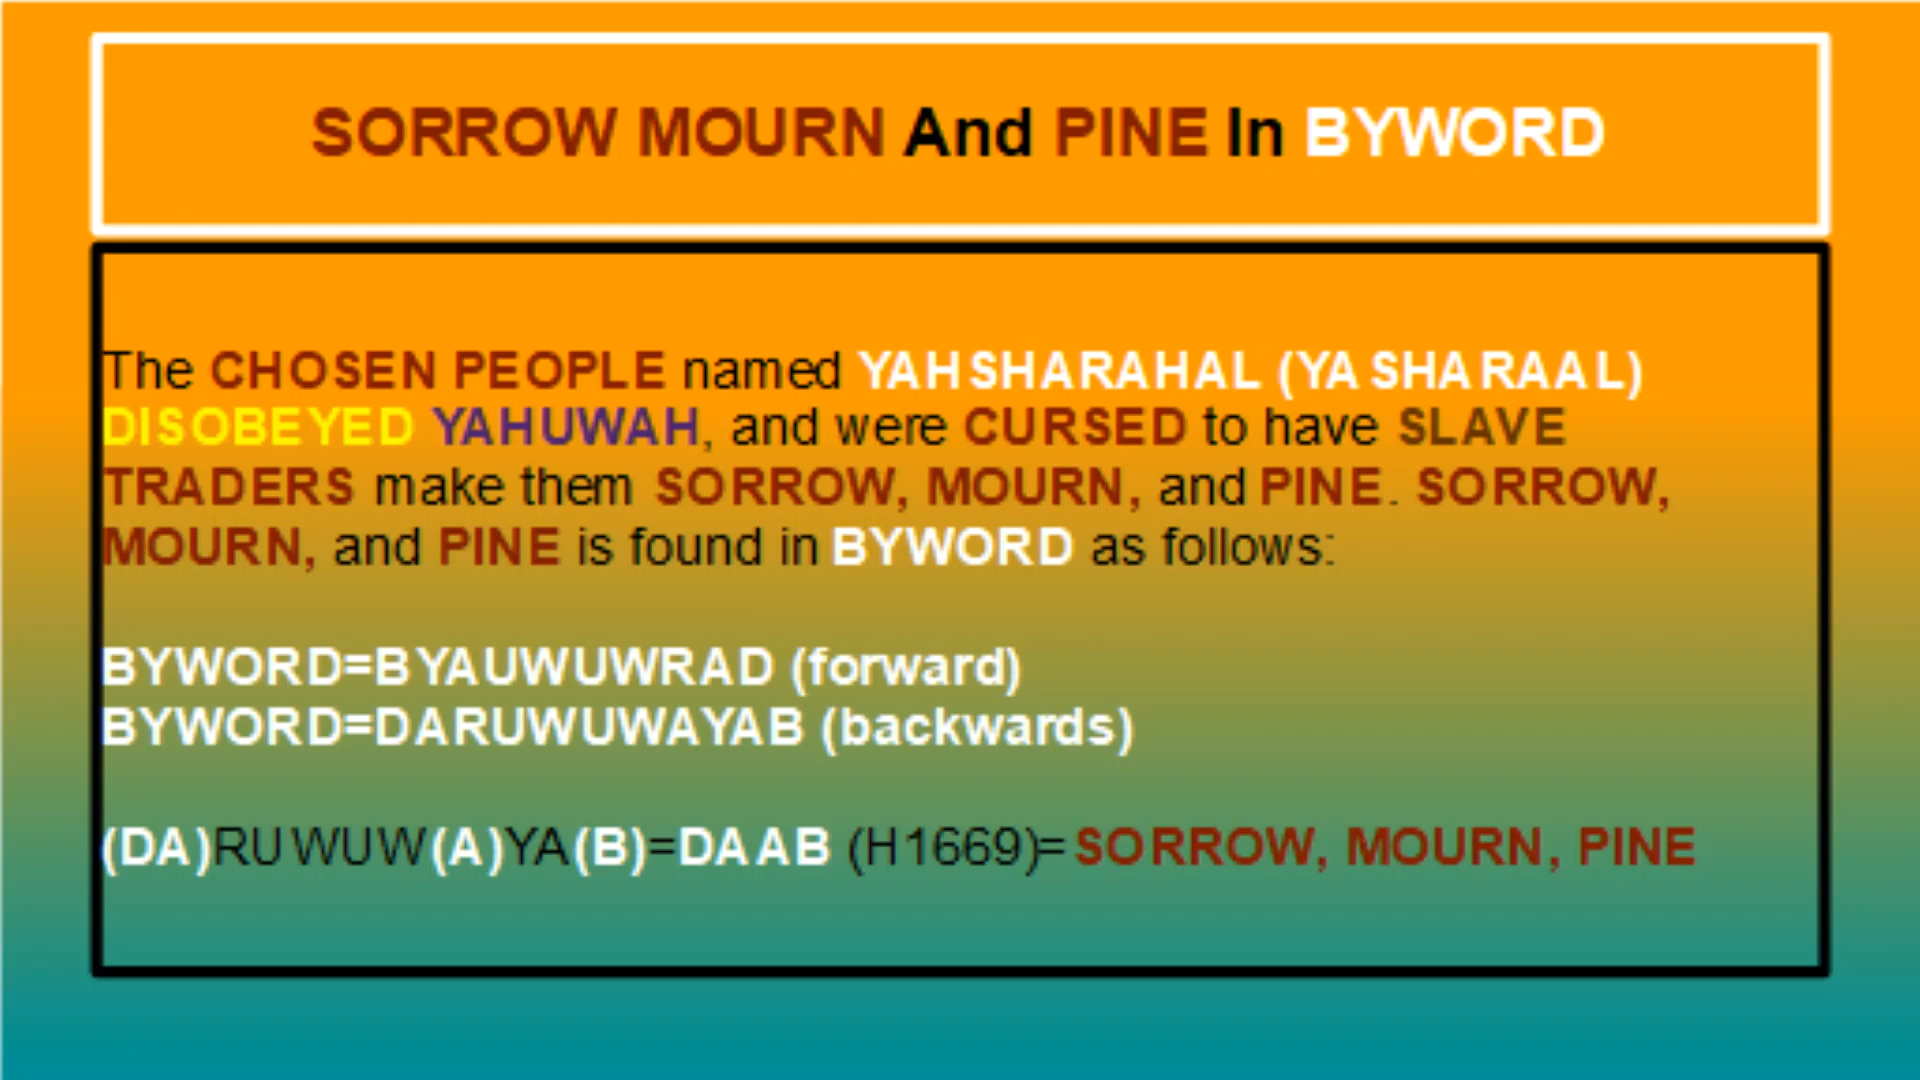 SORROW MOURN And PINE In BYWORD
The CHOSEN PEOPLE named YAHSHARAHAL (YASHARAAL)
DISOBEYED YAHUWAH, and were CURSED to have SLAVE
TRADERS make them SORROW, MOURN, and PINE. SORROW,
MOURN, and PINE is found in BYWORD as follows:
BYWORD=BYAUWUWRAD (forward)
BYWORD=DARUWUWAYAB (backwards)
(DA)RUWUW(A)YA(B)=DAAB (H1669)=SORROW, MOURN, PINE